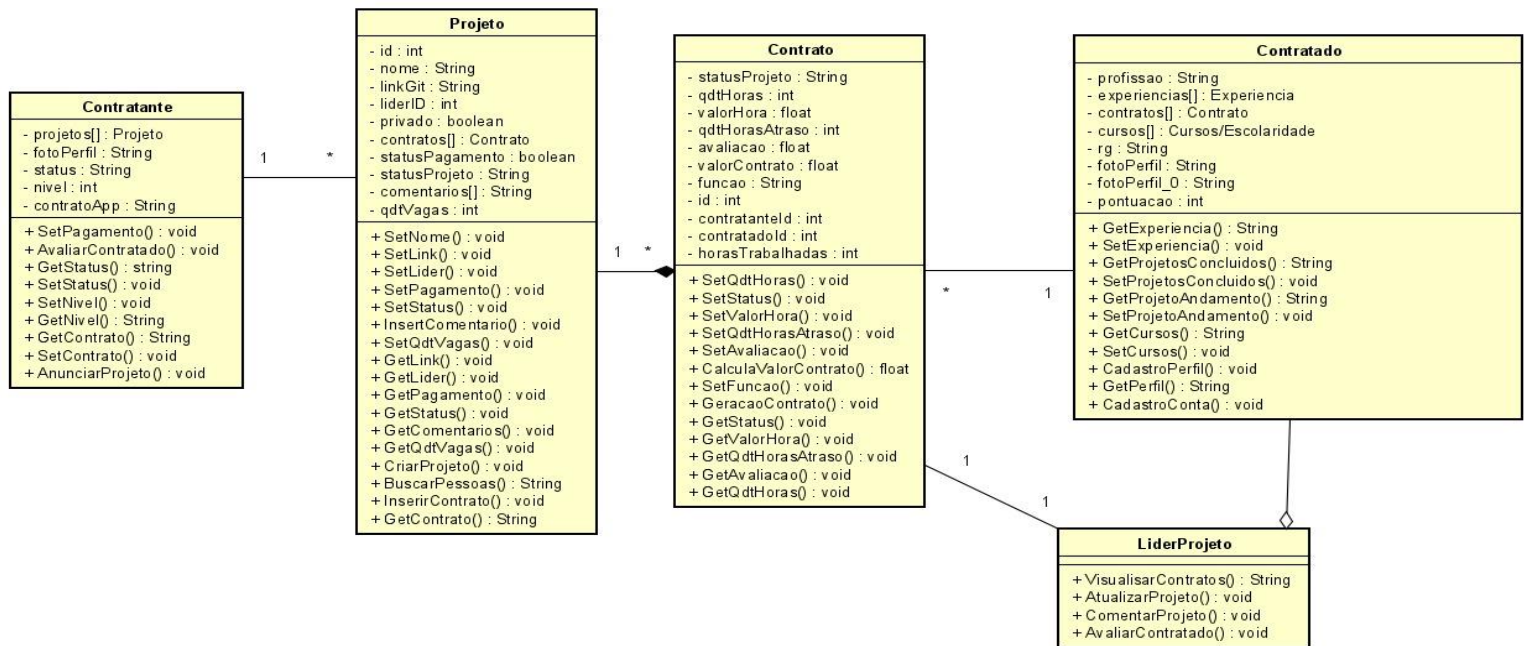 Contratante
- projetos[] : Projeto
- fotoPerfil : String
- status : String
- nivel : int
- contratoApp : String
+ SetPagamento() : void
+ AvaliarContratado() : void
+ GetStatus() : string
+ SetStatus() : void
+ SetNivel() : void
+ GetNivel() : String
+ GetContrato() : String
+ SetContrato() : void
+ AnunciarProjeto() : void
1
*
Projeto
- id : int
- nome : String
- linkGit : String
- liderID : int
- privado : boolean
- contratos[] : Contrato
- statusPagamento : boolean
- statusProjeto : String
- comentarios[] : String
- qdtVagas : int
+ SetNome() : void
+ SetLink() : void
+ SetLider() : void
+ SetPagamento() : void
+ SetStatus() : void
+ InsertComentario() : void
+ SetQdtVagas() : void
+ GetLink() : void
+ GetLider() : void
+ GetPagamento() : void
+ GetStatus() : void
+ GetComentarios() : void
+ GetQdtVagas() : void
+ CriarProjeto() : void
+ BuscarPessoas() : String
+ InserirContrato() : void
+ GetContrato() : String
1
*
Contrato
- statusProjeto : String
- qdtHoras : int
- valorHora : float
- qdtHorasAtraso : int
- avaliacao : float
- valorContrato : float
- funcao : String
- id : int
- contratanteId : int
- contratadoId : int
- horasTrabalhadas : int
+ SetQdtHoras() : void
+ SetStatus() : void
+ SetValorHora() : void
+ SetQdtHorasAtraso() : void
+ SetAvaliacao() : void
+ CalculaValorContrato() : float
+ SetFuncao() : void
+ GeracaoContrato() : void
+ GetStatus() : void
+ GetValorHora() : void
+ GetQdtHorasAtraso() : void
+ GetAvaliacao() : void
+ GetQdtHoras() : void
*
1
Contratado
- profissao : String
- experiencias[] : Experiencia
- contratos[] : Contrato
- cursos[] : Cursos/Escolaridade
- rg : String
- fotoPerfil : String
- fotoPerfil_0 : String
- pontuacao : int
+ GetExperiencia() : String
+ SetExperiencia() : void
+ GetProjetosConcluidos() : String
+ SetProjetosConcluidos() : void
+ GetProjetoAndamento() : String
+ SetProjetoAndamento() : void
+ GetCursos() : String
+ SetCursos() : void
+ CadastroPerfil() : void
+ GetPerfil() : String
+ CadastroConta() : void
1
1
LiderProjeto
+ VisualisarContratos() : String
+ AtualizarProjeto() : void
+ ComentarProjeto() : void
+ AvaliarContratado() : void